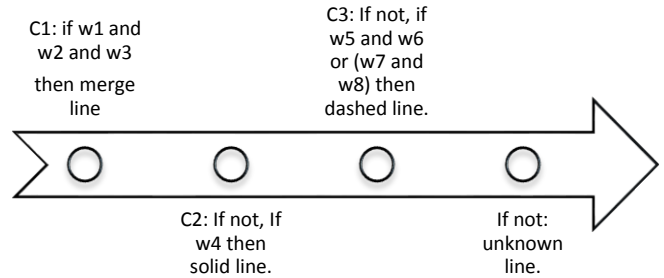 C1: if w1 and
w2 and w3
then merge
line
C2: If not, If
w4 then
solid line.
C3: If not, if
w5 and w6
or (w7 and
w8) then
dashed line.
If not:
unknown
line.